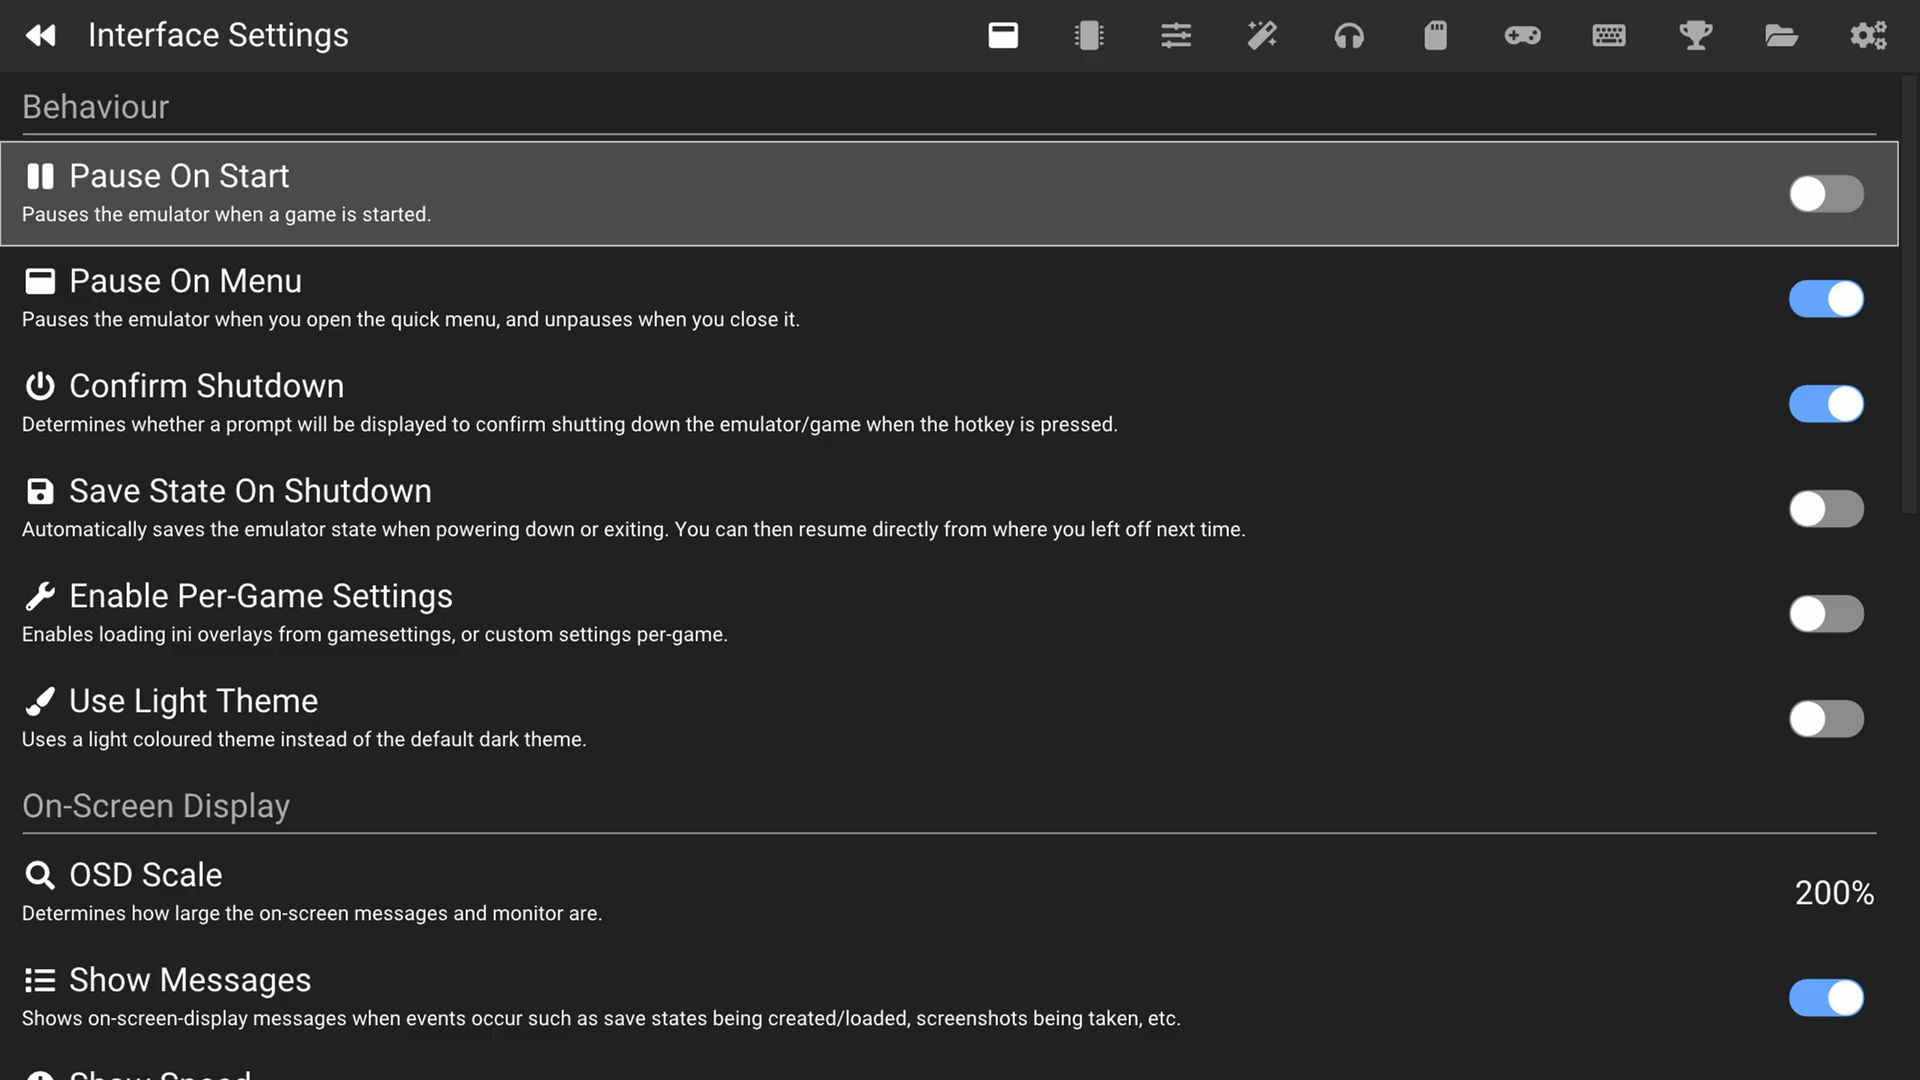 Interface Settings
Behaviour
Pause On Start
Pauses the emulator when a game is started.
Pause On Menu
Pauses the emulator when you open the quick menu, and unpauses when you close it.
Confirm Shutdown
Determines whether a prompt will be displayed to confirm shutting down the emulator/game when the hotkey is pressed.
Save State On Shutdown
Automatically saves the emulator state when powering down or exiting. You can then resume directly from where you left off next time.
Enable Per-Game Settings
Enables loading ini overlays from gamesettings, or custom settings per-game.
Use Light Theme
Uses a light coloured theme instead of the default dark theme.
On-Screen Display
OSD Scale
200%
Determines how large the on-screen messages and monitor are.
Show Messages
Shows on-screen-display messages when events occur such as save states being created/loaded, screenshots being taken, etc.
Show Speed